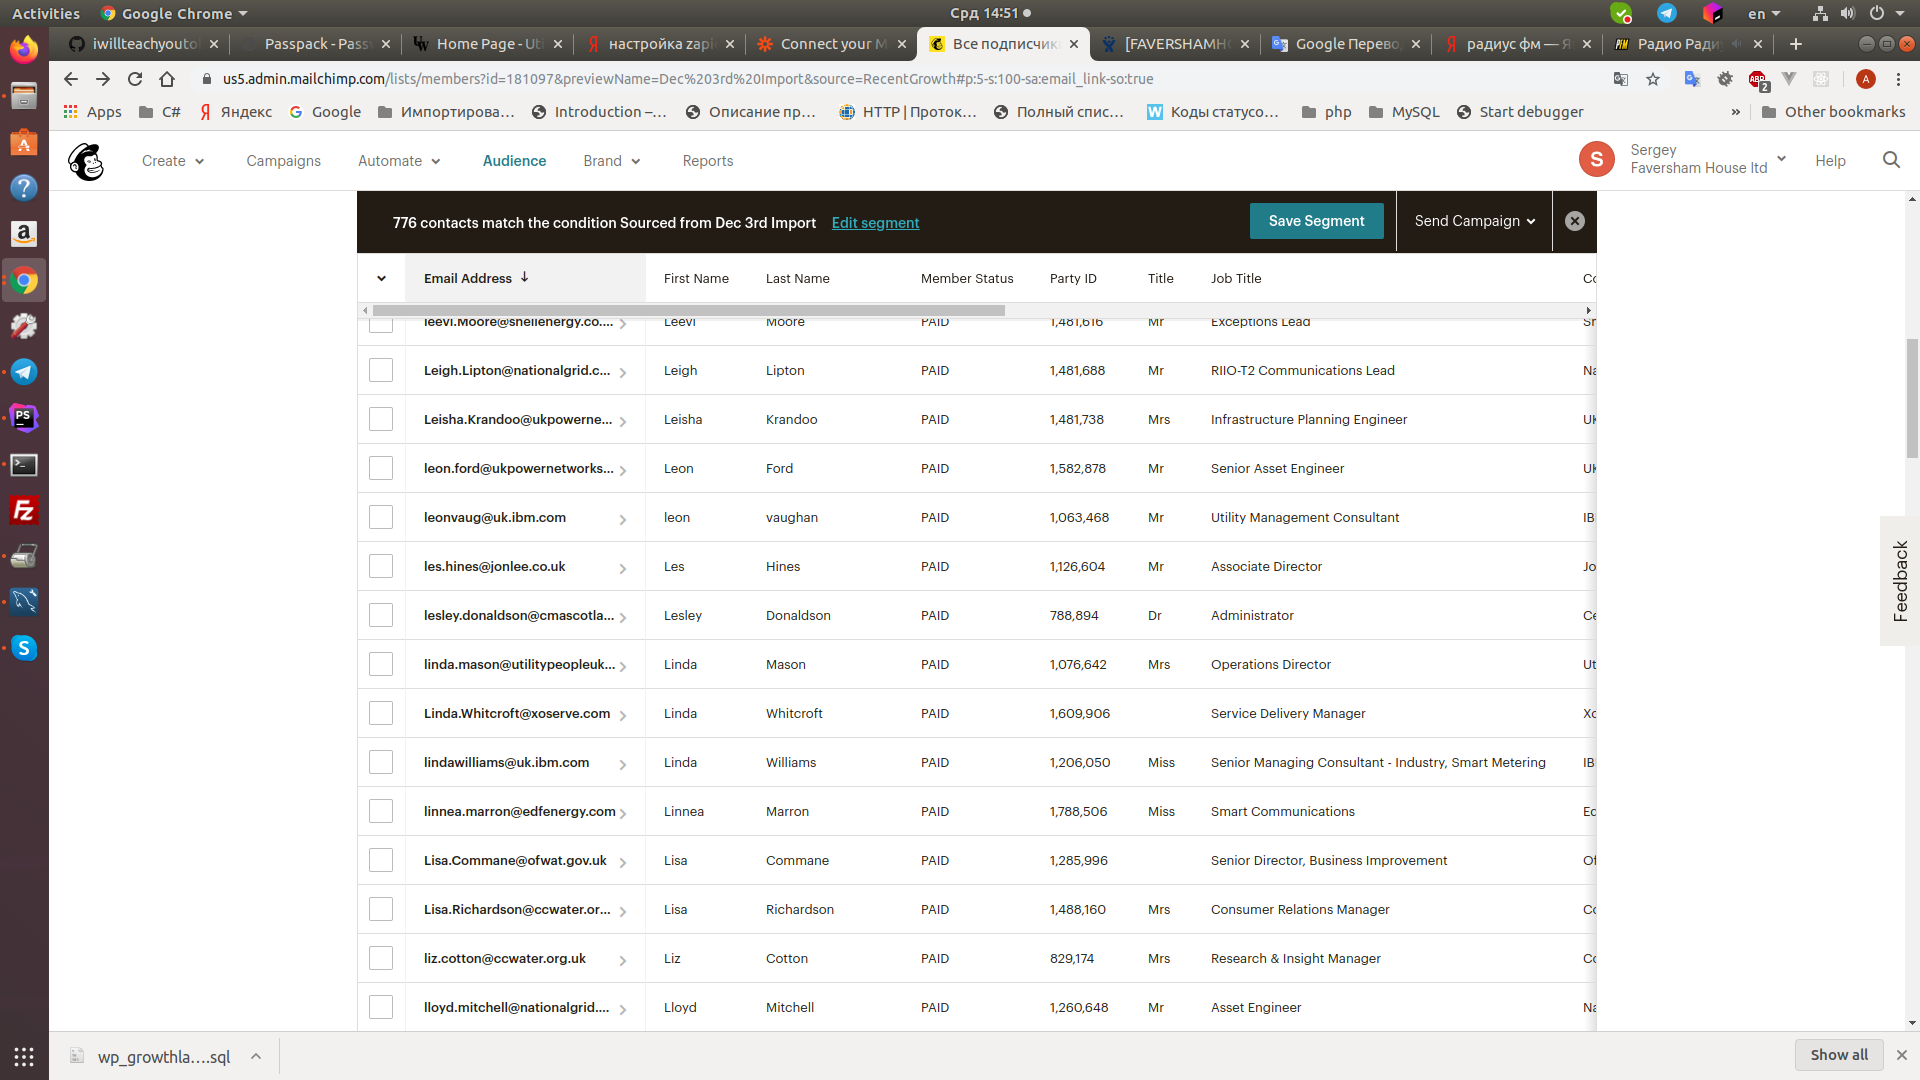 Activities Google Chrome Срд 14:51 en
iwillteachyouto Passpack - Passw Home Page - Uti настройка zapi Connect your M Все подписчик [FAVERSHAMHO Google Перево радиус фм — Я Радио Ради
us5.admin.mailchimp.com/lists/members?id=181097&previewName=Dec%203rd%20Import&source=RecentGrowth#p:5-s:100-sa:email_link-so:true
Apps C# Яндекс Google Импортирова… Introduction –… Описание пр… HTTP | Проток… Полный спис… Коды статусо… php MySQL Start debugger » Other bookmarks
Create Campaigns Automate Audience Brand Reports S Sergey
Faversham House ltd Help
776 contacts match the condition Sourced from Dec 3rd Import Edit segment Save Segment Send Campaign
Email Address First Name Last Name Member Status Party ID Title Job Title Co
leevi.Moore@shellenergy.co.... Leevi Moore PAID 1,481,616 Mr Exceptions Lead
Leigh.Lipton@nationalgrid.c... Leigh Lipton PAID 1,481,688 Mr RIIO-T2 Communications Lead Na
Leisha.Krandoo@ukpowerne... Leisha Krandoo PAID 1,481,738 Mrs Infrastructure Planning Engineer UK
leon.ford@ukpowernetworks... Leon Ford PAID 1,582,878 Mr Senior Asset Engineer UK
leonvaug@uk.ibm.com leon vaughan PAID 1,063,468 Mr Utility Management Consultant IB
les.hines@jonlee.co.uk Les Hines PAID 1,126,604 Mr Associate Director Jo
lesley.donaldson@cmascotla... Lesley Donaldson PAID 788,894 Dr Administrator Ce
linda.mason@utilitypeopleuk... Linda Mason PAID 1,076,642 Mrs Operations Director Ut
Linda.Whitcroft@xoserve.com Linda Whitcroft PAID 1,609,906 Service Delivery Manager Xo
lindawilliams@uk.ibm.com Linda Williams PAID 1,206,050 Miss Senior Managing Consultant - Industry, Smart Metering IB
linnea.marron@edfenergy.com Linnea Marron PAID 1,788,506 Miss Smart Communications Ed
Lisa.Commane@ofwat.gov.uk Lisa Commane PAID 1,285,996 Senior Director, Business Improvement Of
Lisa.Richardson@ccwater.or... Lisa Richardson PAID 1,488,160 Mrs Consumer Relations Manager Co
liz.cotton@ccwater.org.uk Liz Cotton PAID 829,174 Mrs Research & Insight Manager Co
lloyd.mitchell@nationalgrid.... Lloyd Mitchell PAID 1,260,648 Mr Asset Engineer Na
Feedback
wp_growthla….sql Show all